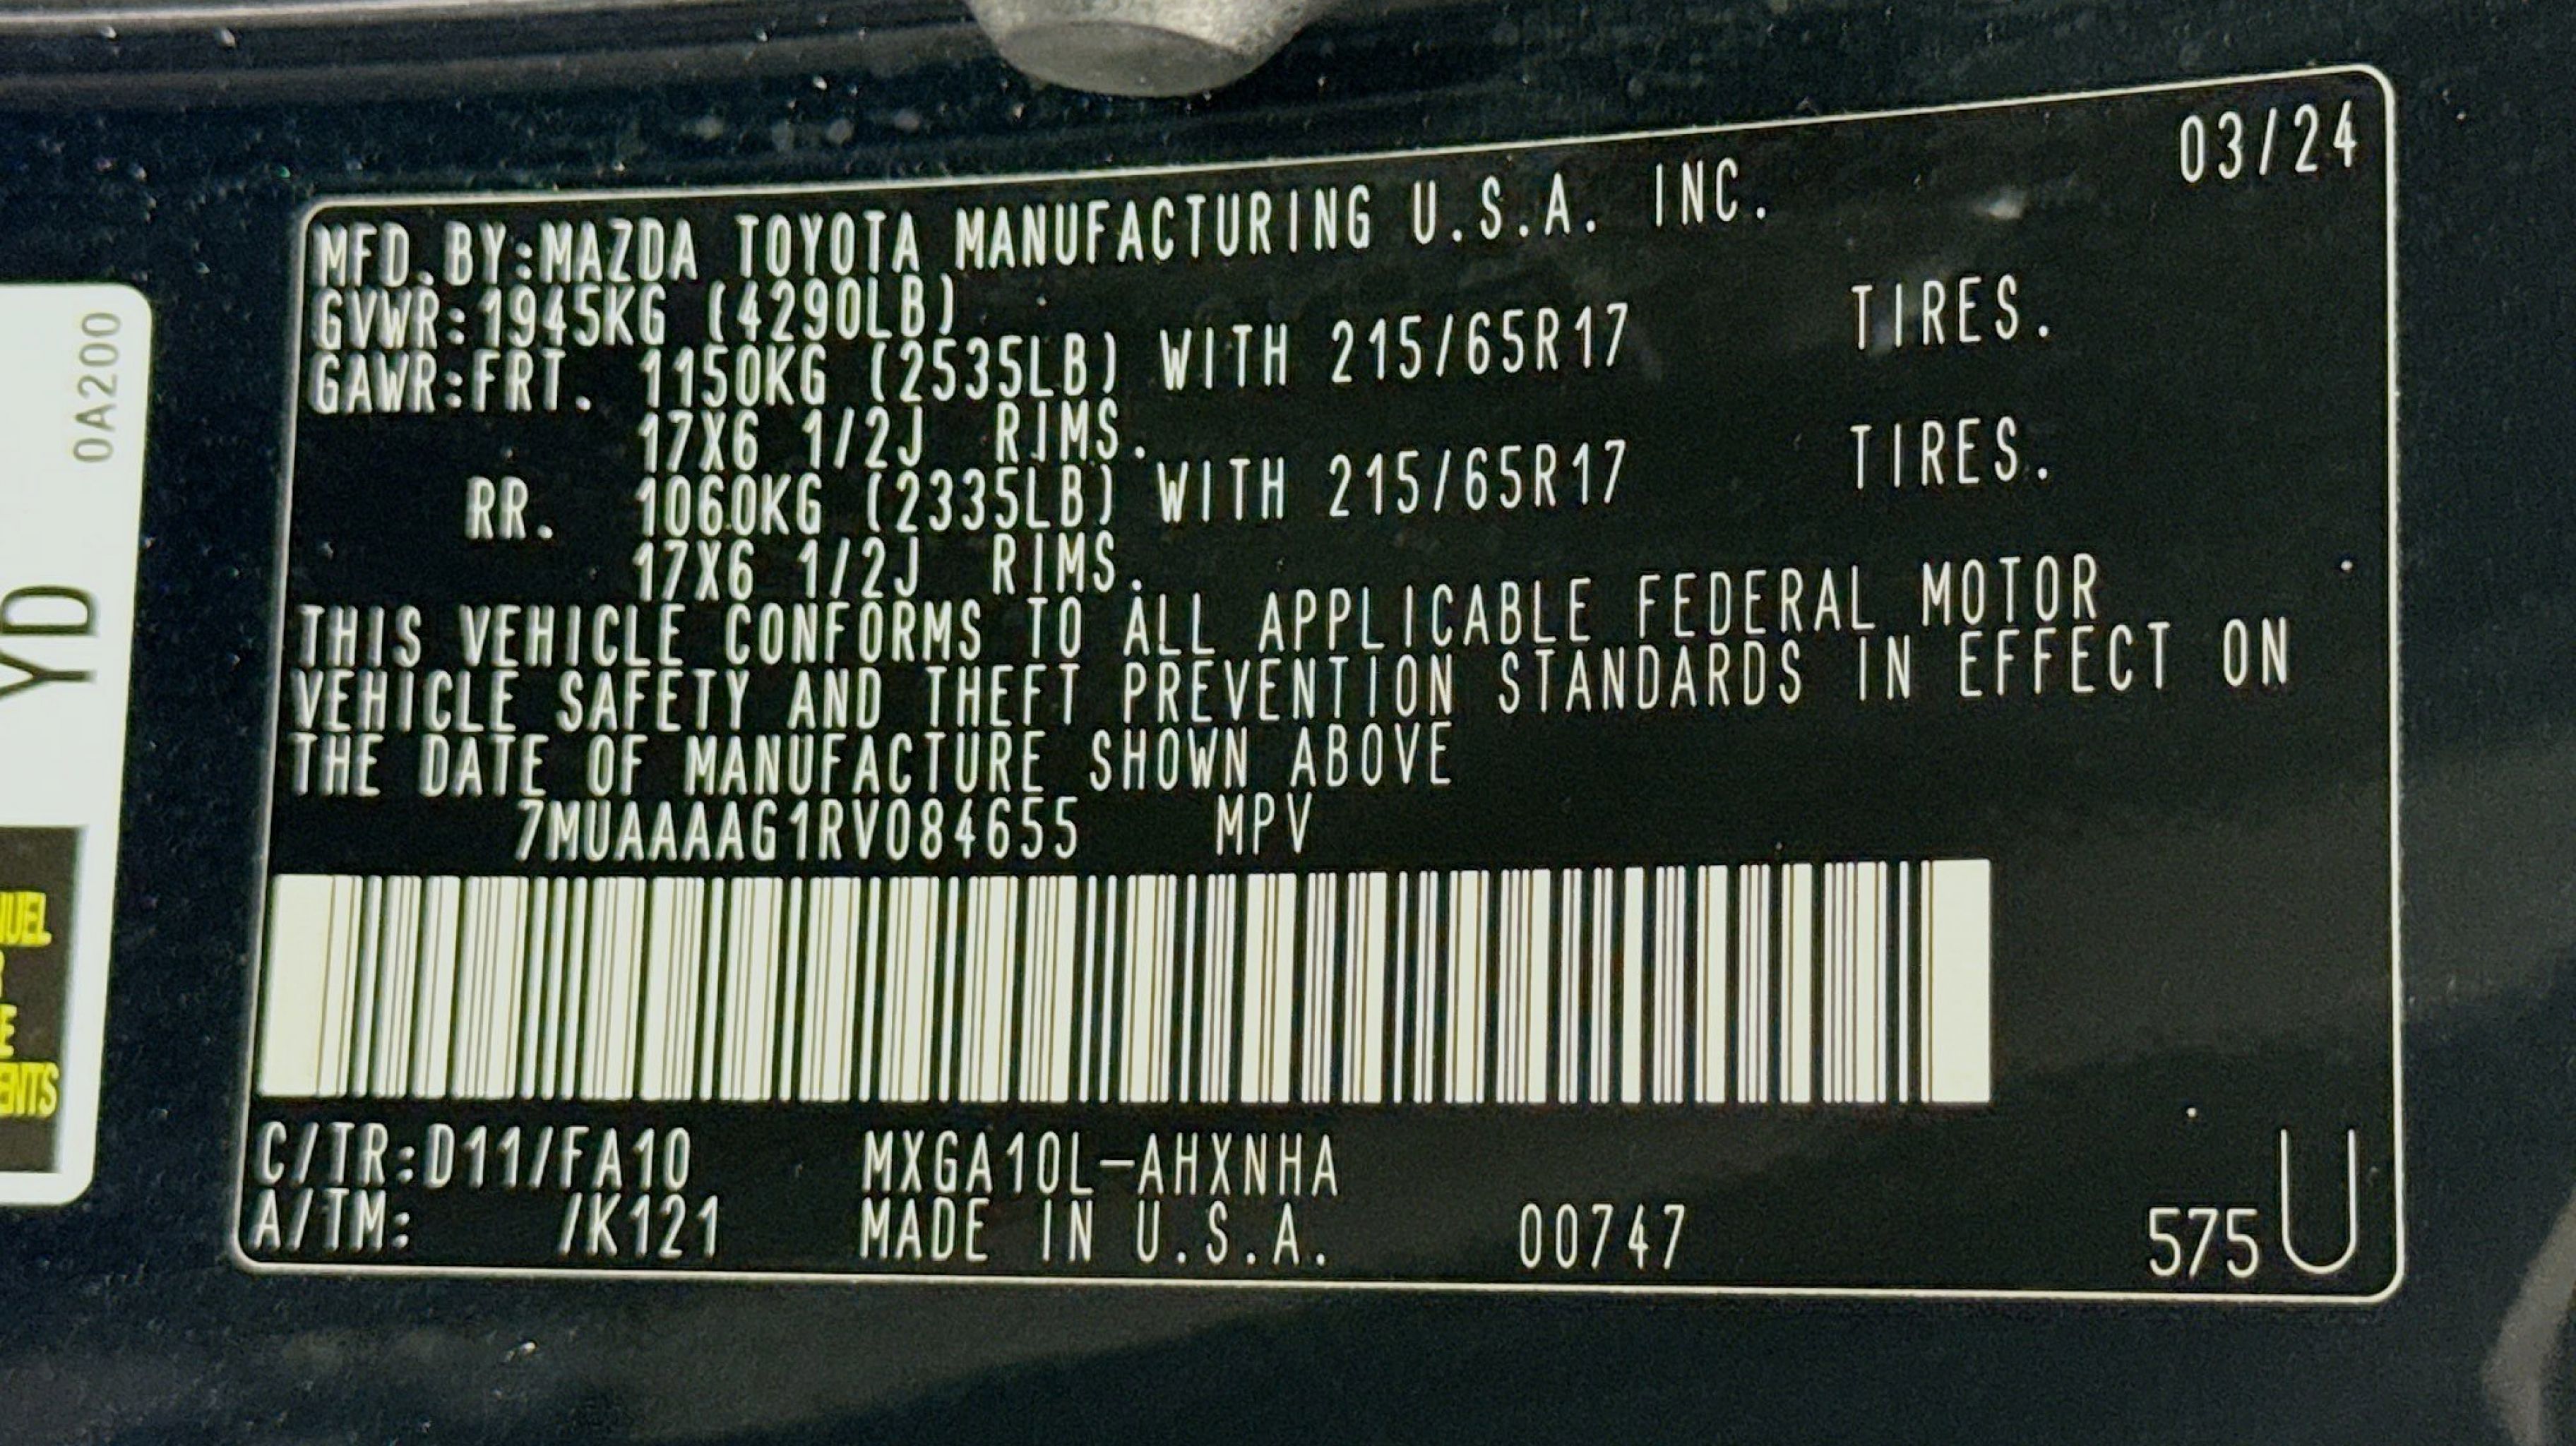 03/24
MFD.BY:MAZDA TOYOTA MANUFACTURING U.S.A. INC.
GVWR:1945KG (4290LB)
GAWR:FRT. 1150KG (2535LB) WITH 215/65R17 TIRES.
17X6 1/2J RIMS.
RR. 1060KG (2335LB) WITH 215/65R17 TIRES.
17X6 1/2J RIMS.
THIS VEHICLE CONFORMS TO ALL APPLICABLE FEDERAL MOTOR
VEHICLE SAFETY AND THEFT PREVENTION STANDARDS IN EFFECT ON
THE DATE OF MANUFACTURE SHOWN ABOVE
7MUAAAAG1RV084655 MPV
C/TR:D11/FA10 MXGA10L-AHXNHA
A/TM: /K121 MADE IN U.S.A. 00747 575 U
0A200
YD